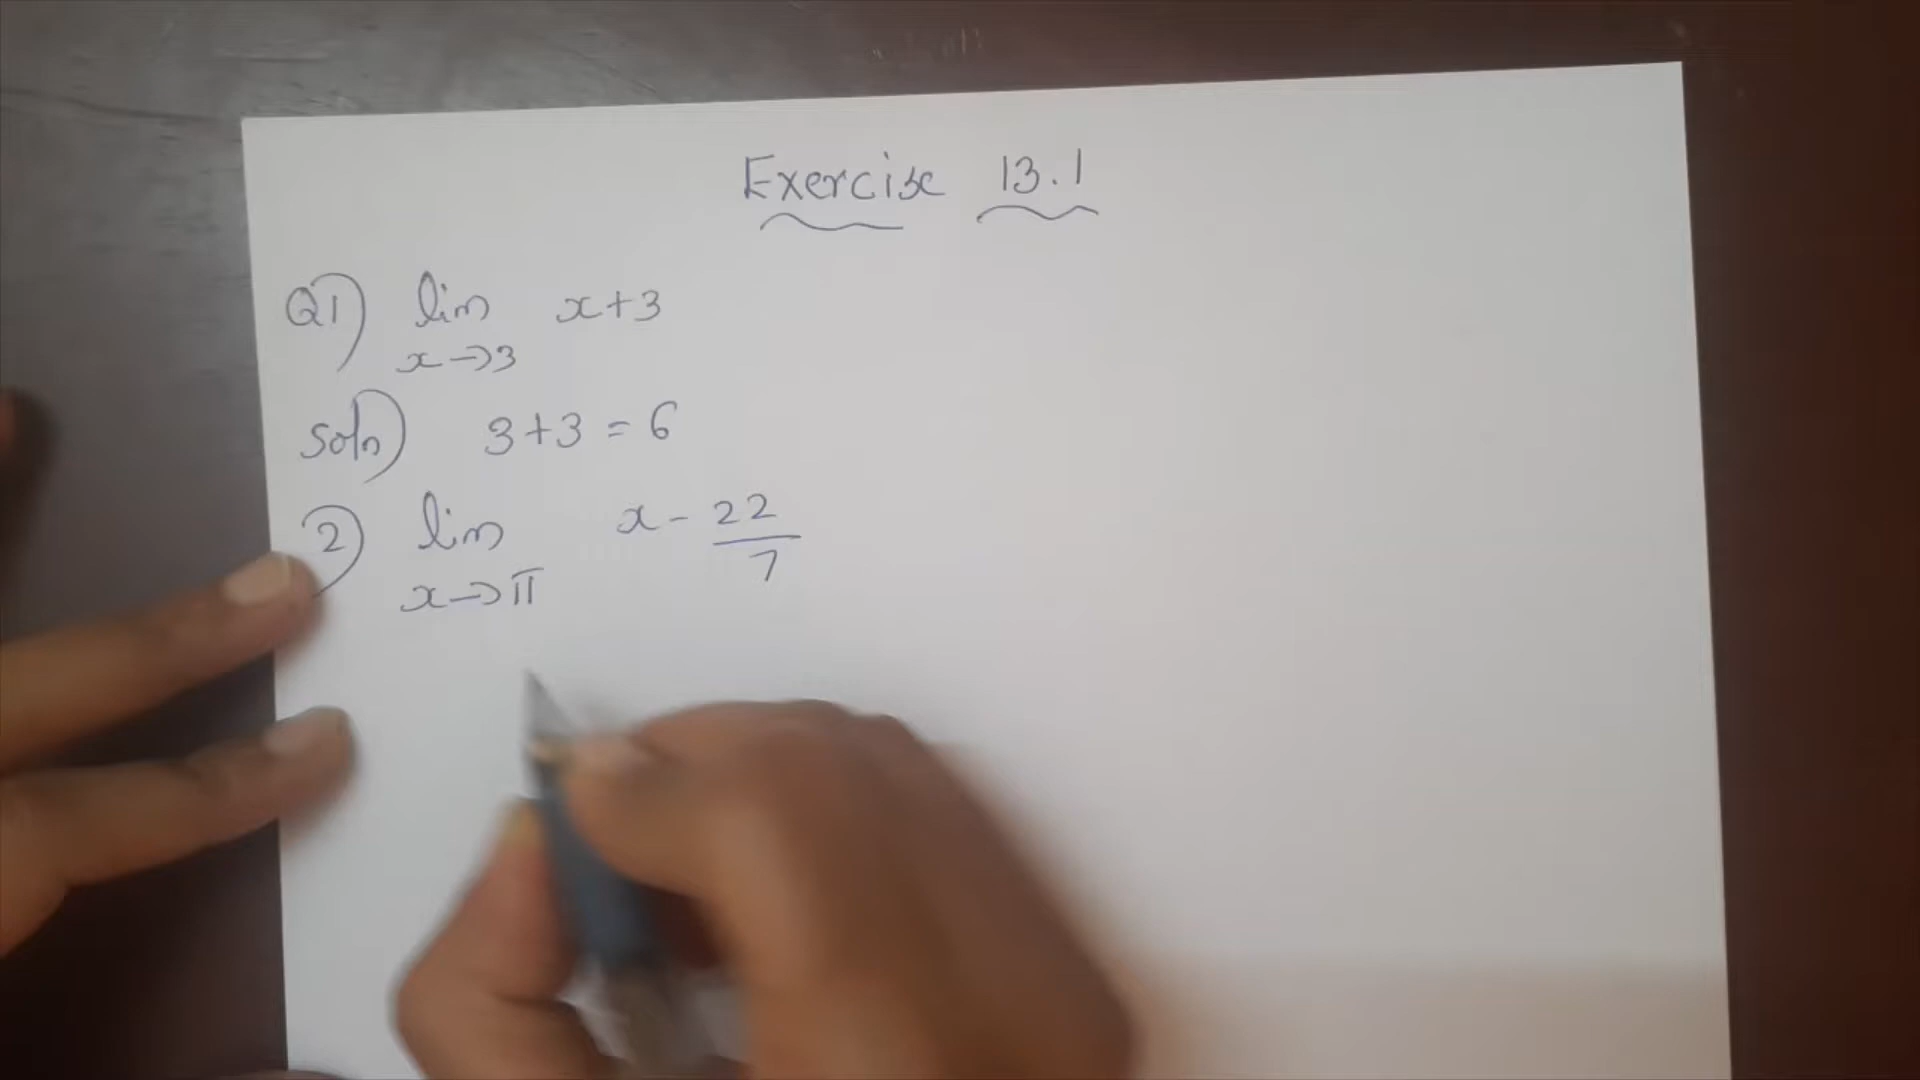 Exercise 13.1
Q1) lim x+3
x→3
Soln) 3+3 = 6
2) lim x - 22/7
x→π